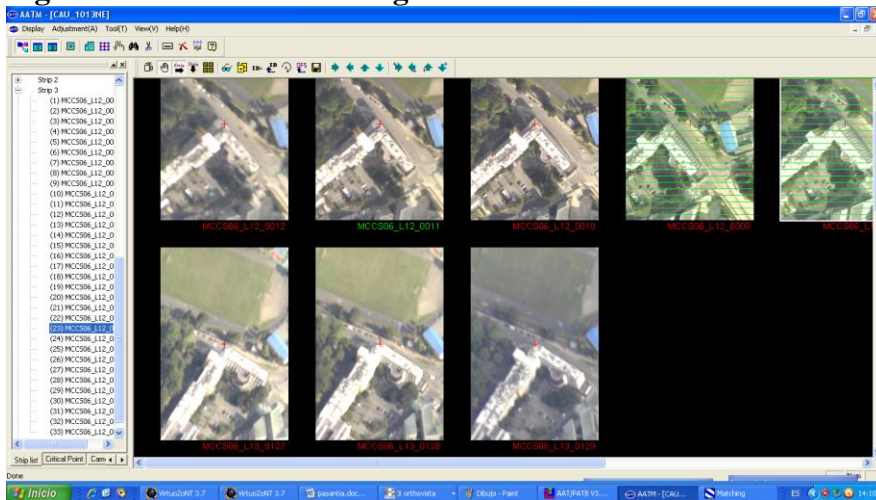 AATM - [CAU_1013NE]
Display Adjustment(A) Tool(T) View(V) Help(H)
Strip 2
Strip 3
(1) MCCS06_L12_00
(2) MCCS06_L12_00
(3) MCCS06_L12_00
(4) MCCS06_L12_00
(5) MCCS06_L12_00
(6) MCCS06_L12_00
(7) MCCS06_L12_00
(8) MCCS06_L12_00
(9) MCCS06_L12_00
(10) MCCS06_L12_0
(11) MCCS06_L12_0
(12) MCCS06_L12_0
(13) MCCS06_L12_0
(14) MCCS06_L12_0
(15) MCCS06_L12_0
(16) MCCS06_L12_0
(17) MCCS06_L12_0
(18) MCCS06_L12_0
(19) MCCS06_L12_0
(20) MCCS06_L12_0
(21) MCCS06_L12_0
(22) MCCS06_L12_0
(23) MCCS06_L12_0
(24) MCCS06_L12_0
(25) MCCS06_L12_0
(26) MCCS06_L12_0
(27) MCCS06_L12_0
(28) MCCS06_L12_0
(29) MCCS06_L12_0
(30) MCCS06_L12_0
(31) MCCS06_L12_0
(32) MCCS06_L12_0
(33) MCCS06_L12_0
Strip list Critical Point Cam
MCCS06_L12_0012 MCCS06_L12_0011 MCCS06_L12_0010 MCCS06_L12_0009 MCCS06_L1
MCCS06_L13_0127 MCCS06_L13_0128 MCCS06_L13_0129
Done
Inicio VirtuoZoNT 3.7 VirtuoZoNT 3.7 pasantia.doc... 3 orthovista Dibujo - Paint AAT/PATB V3.... AATM - [CAU... Matching ES 14:10